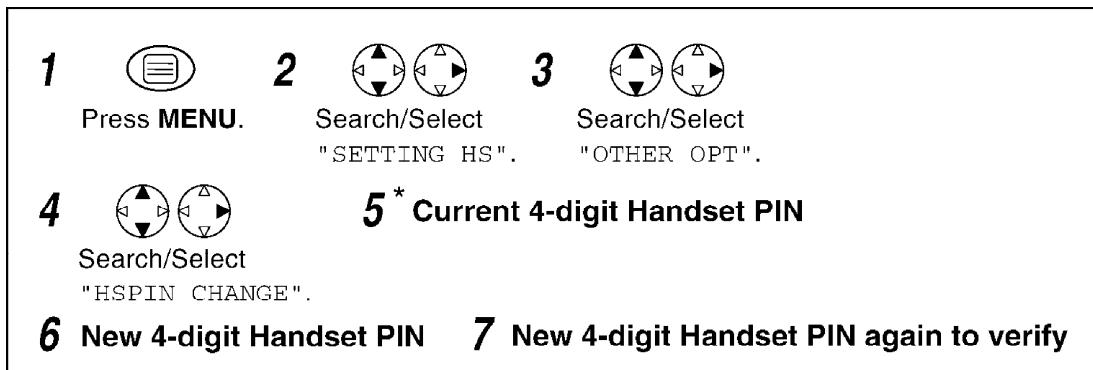 1 2 3
Press MENU. Search/Select Search/Select
"SETTING HS". "OTHER OPT".
4 5 * Current 4-digit Handset PIN
Search/Select
"HSPIN CHANGE".
6 New 4-digit Handset PIN 7 New 4-digit Handset PIN again to verify